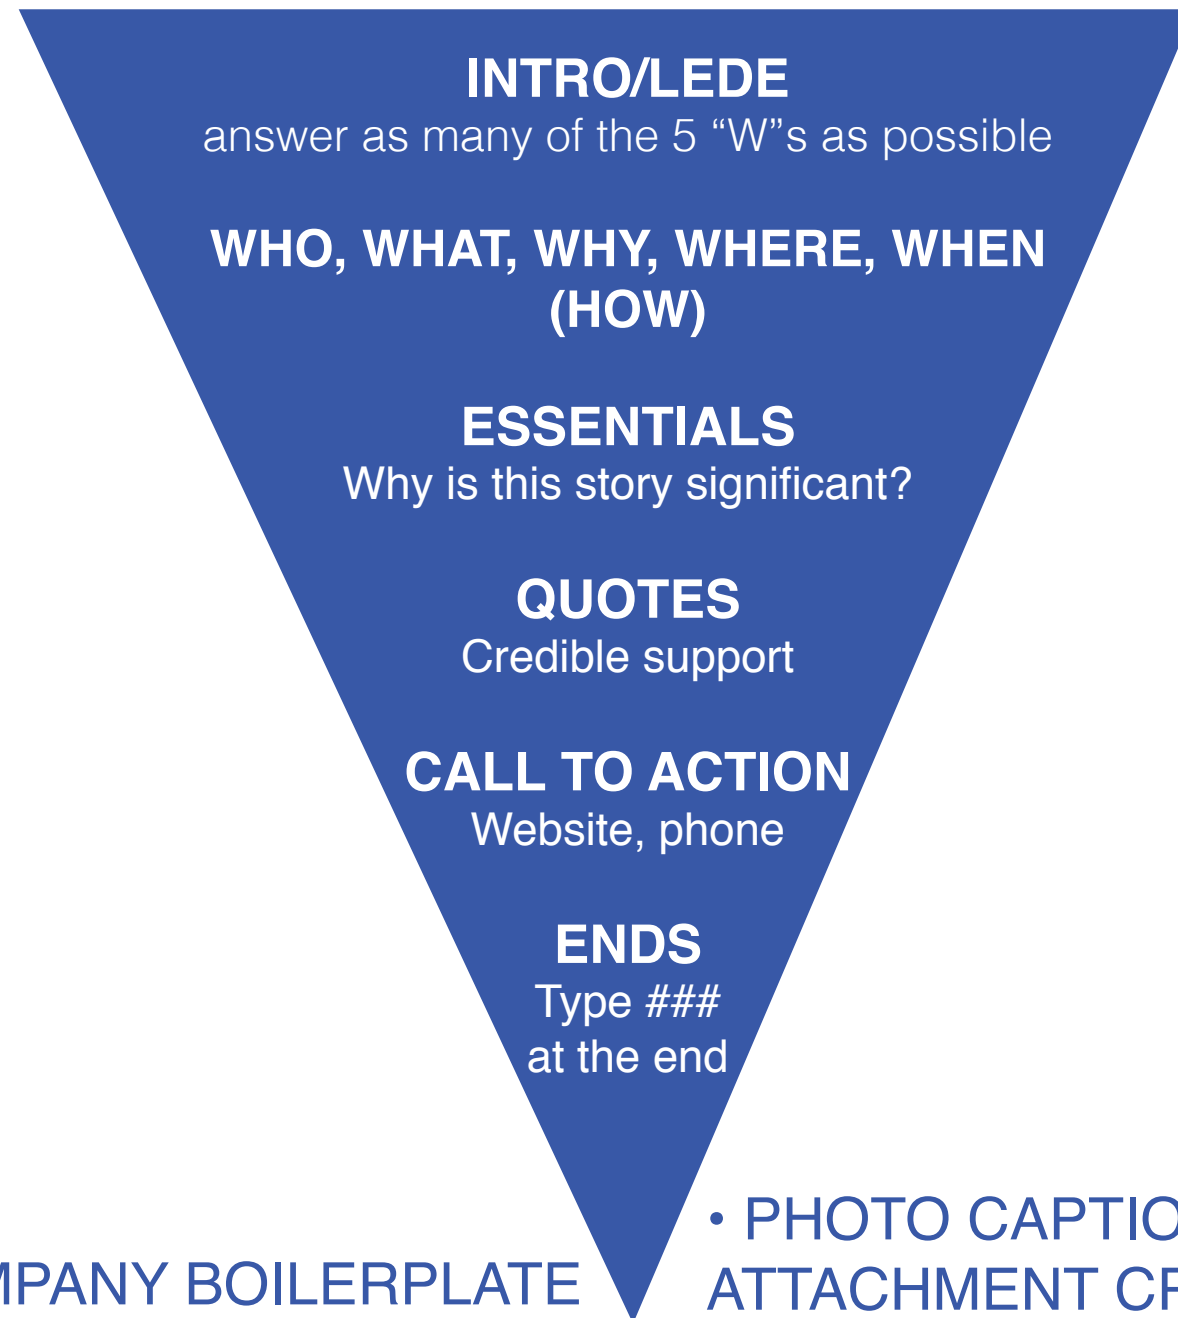 INTRO/LEDE
answer as many of the 5 “W”s as possible
WHO, WHAT, WHY, WHERE, WHEN
(HOW)
ESSENTIALS
Why is this story significant?
QUOTES
Credible support
CALL TO ACTION
Website, phone
ENDS
Type ###
at the end
BOILERPLATE
• PHOTO
ATTACHMENT